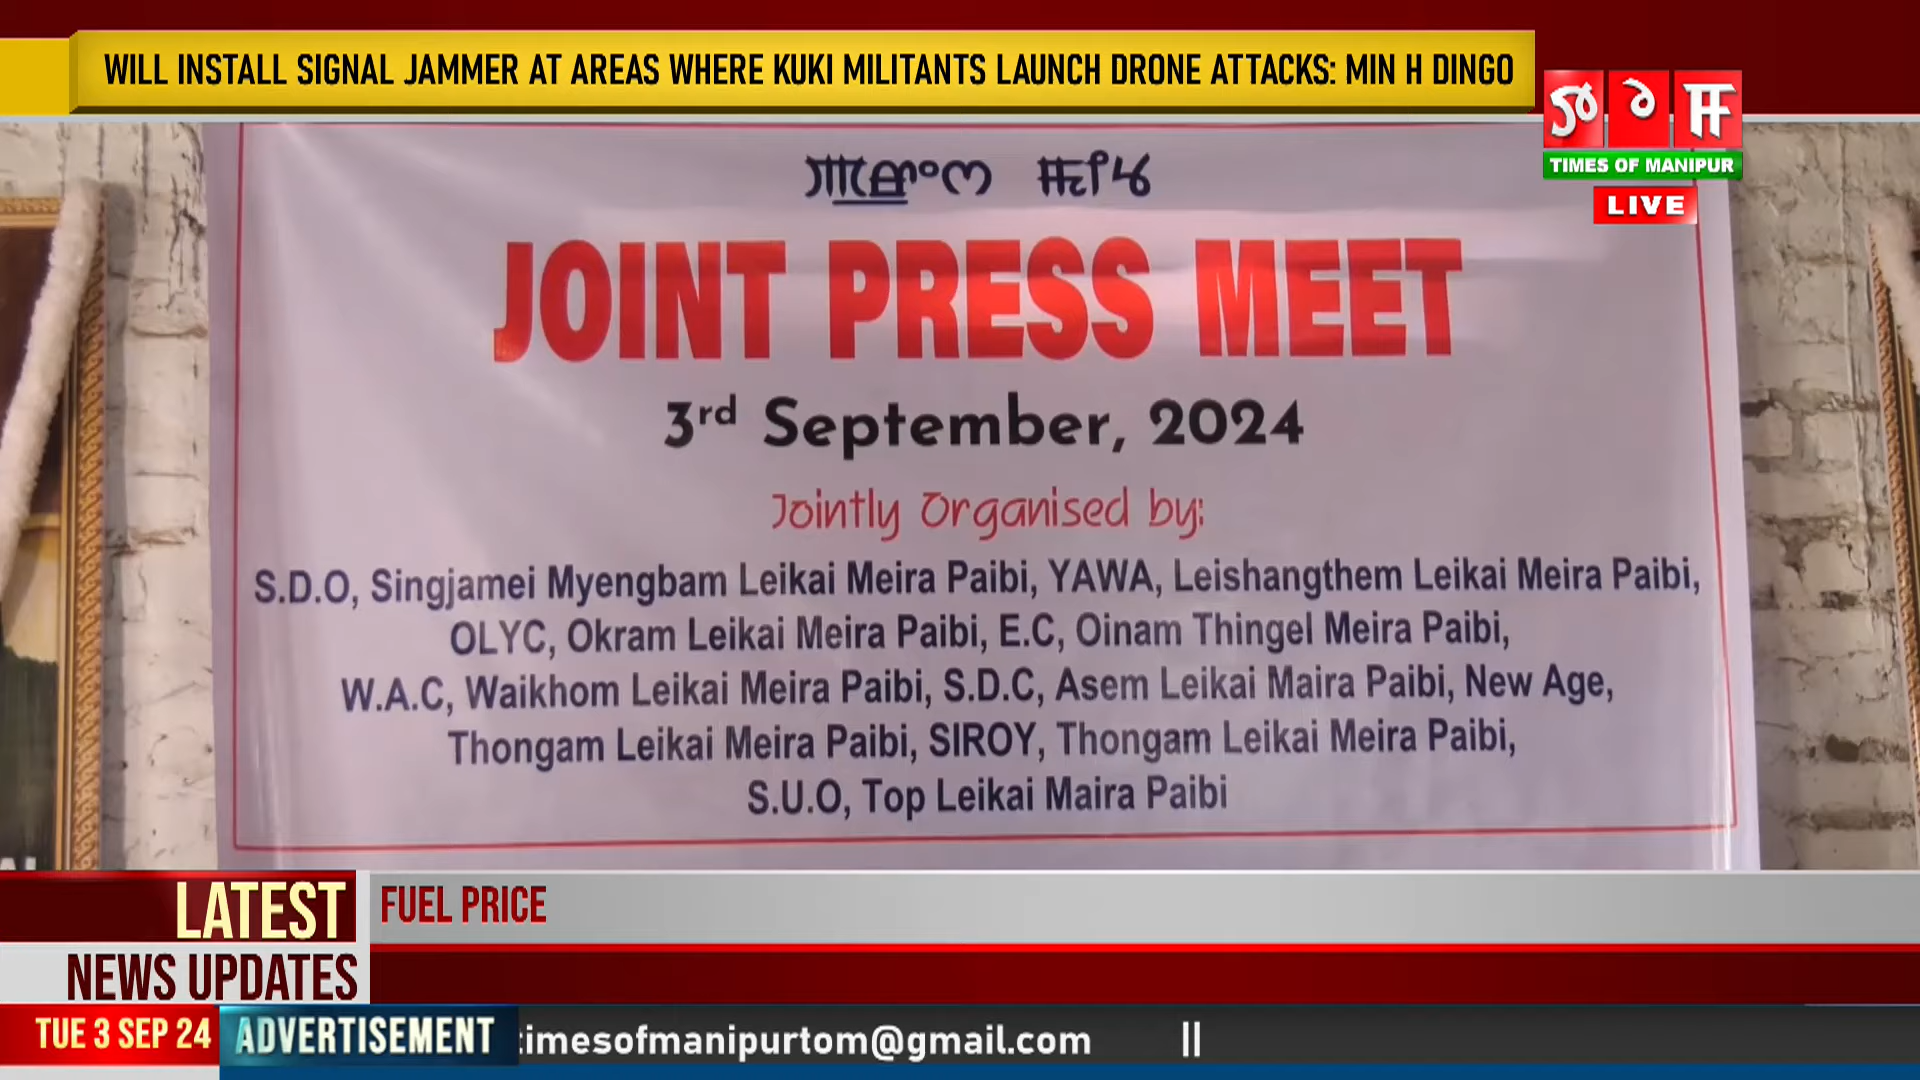 WILL INSTALL SIGNAL JAMMER AT AREAS WHERE KUKI MILITANTS LAUNCH DRONE ATTACKS: MIN H DINGO
TIMES OF MANIPUR
LIVE
JOINT PRESS MEET
3rd September, 2024
Jointly Organised by:
S.D.O, Singjamei Myengbam Leikai Meira Paibi, YAWA, Leishangthem Leikai Meira Paibi,
OLYC, Okram Leikai Meira Paibi, E.C, Oinam Thingel Meira Paibi,
W.A.C, Waikhom Leikai Meira Paibi, S.D.C, Asem Leikai Maira Paibi, New Age,
Thongam Leikai Meira Paibi, SIROY, Thongam Leikai Meira Paibi,
S.U.O, Top Leikai Maira Paibi
LATEST
NEWS UPDATES
FUEL PRICE
TUE 3 SEP 24
ADVERTISEMENT
timesofmanipurtom@gmail.com ||